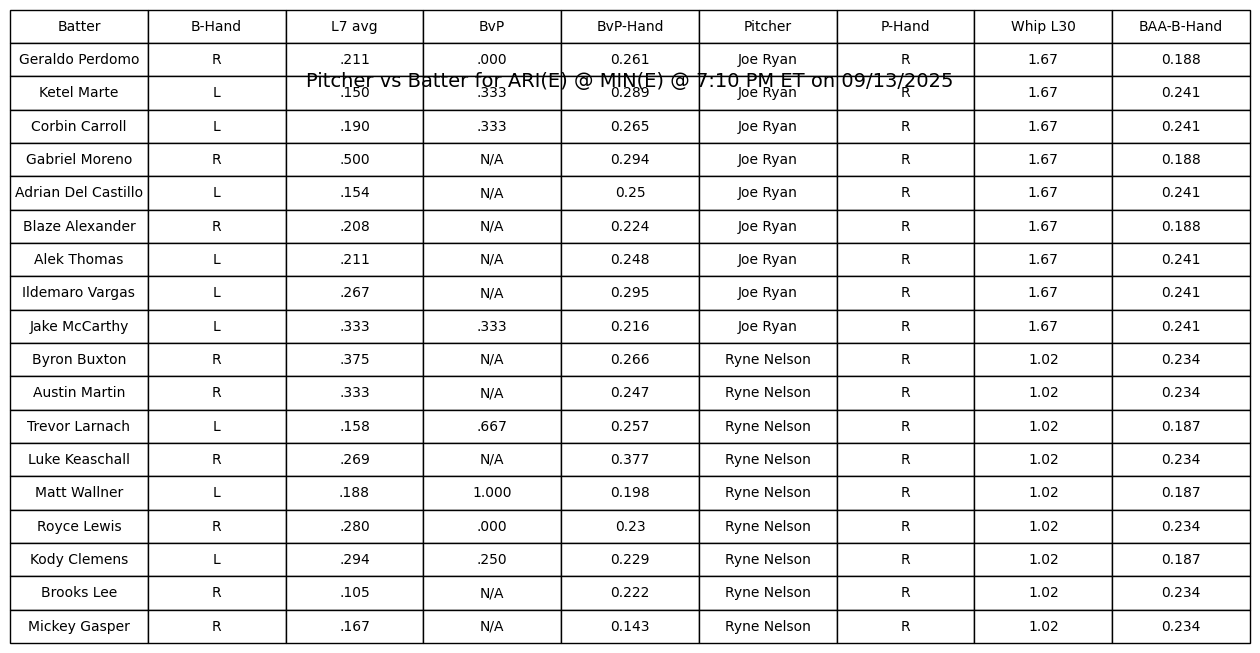 Batter B-Hand L7 avg BvP BvP-Hand Pitcher P-Hand Whip L30 BAA-B-Hand
Geraldo Perdomo R .211 .000 0.261 Joe Ryan R 1.67 0.188
Pitcher vs Batter for ARI(E) @ MIN(E) @ 7:10 PM ET on 09/13/2025
Ketel Marte L .150 .333 0.289 Joe Ryan R 1.67 0.241
Corbin Carroll L .190 .333 0.265 Joe Ryan R 1.67 0.241
Gabriel Moreno R .500 N/A 0.294 Joe Ryan R 1.67 0.188
Adrian Del Castillo L .154 N/A 0.25 Joe Ryan R 1.67 0.241
Blaze Alexander R .208 N/A 0.224 Joe Ryan R 1.67 0.188
Alek Thomas L .211 N/A 0.248 Joe Ryan R 1.67 0.241
Ildemaro Vargas L .267 N/A 0.295 Joe Ryan R 1.67 0.241
Jake McCarthy L .333 .333 0.216 Joe Ryan R 1.67 0.241
Byron Buxton R .375 N/A 0.266 Ryne Nelson R 1.02 0.234
Austin Martin R .333 N/A 0.247 Ryne Nelson R 1.02 0.234
Trevor Larnach L .158 .667 0.257 Ryne Nelson R 1.02 0.187
Luke Keaschall R .269 N/A 0.377 Ryne Nelson R 1.02 0.234
Matt Wallner L .188 1.000 0.198 Ryne Nelson R 1.02 0.187
Royce Lewis R .280 .000 0.23 Ryne Nelson R 1.02 0.234
Kody Clemens L .294 .250 0.229 Ryne Nelson R 1.02 0.187
Brooks Lee R .105 N/A 0.222 Ryne Nelson R 1.02 0.234
Mickey Gasper R .167 N/A 0.143 Ryne Nelson R 1.02 0.234